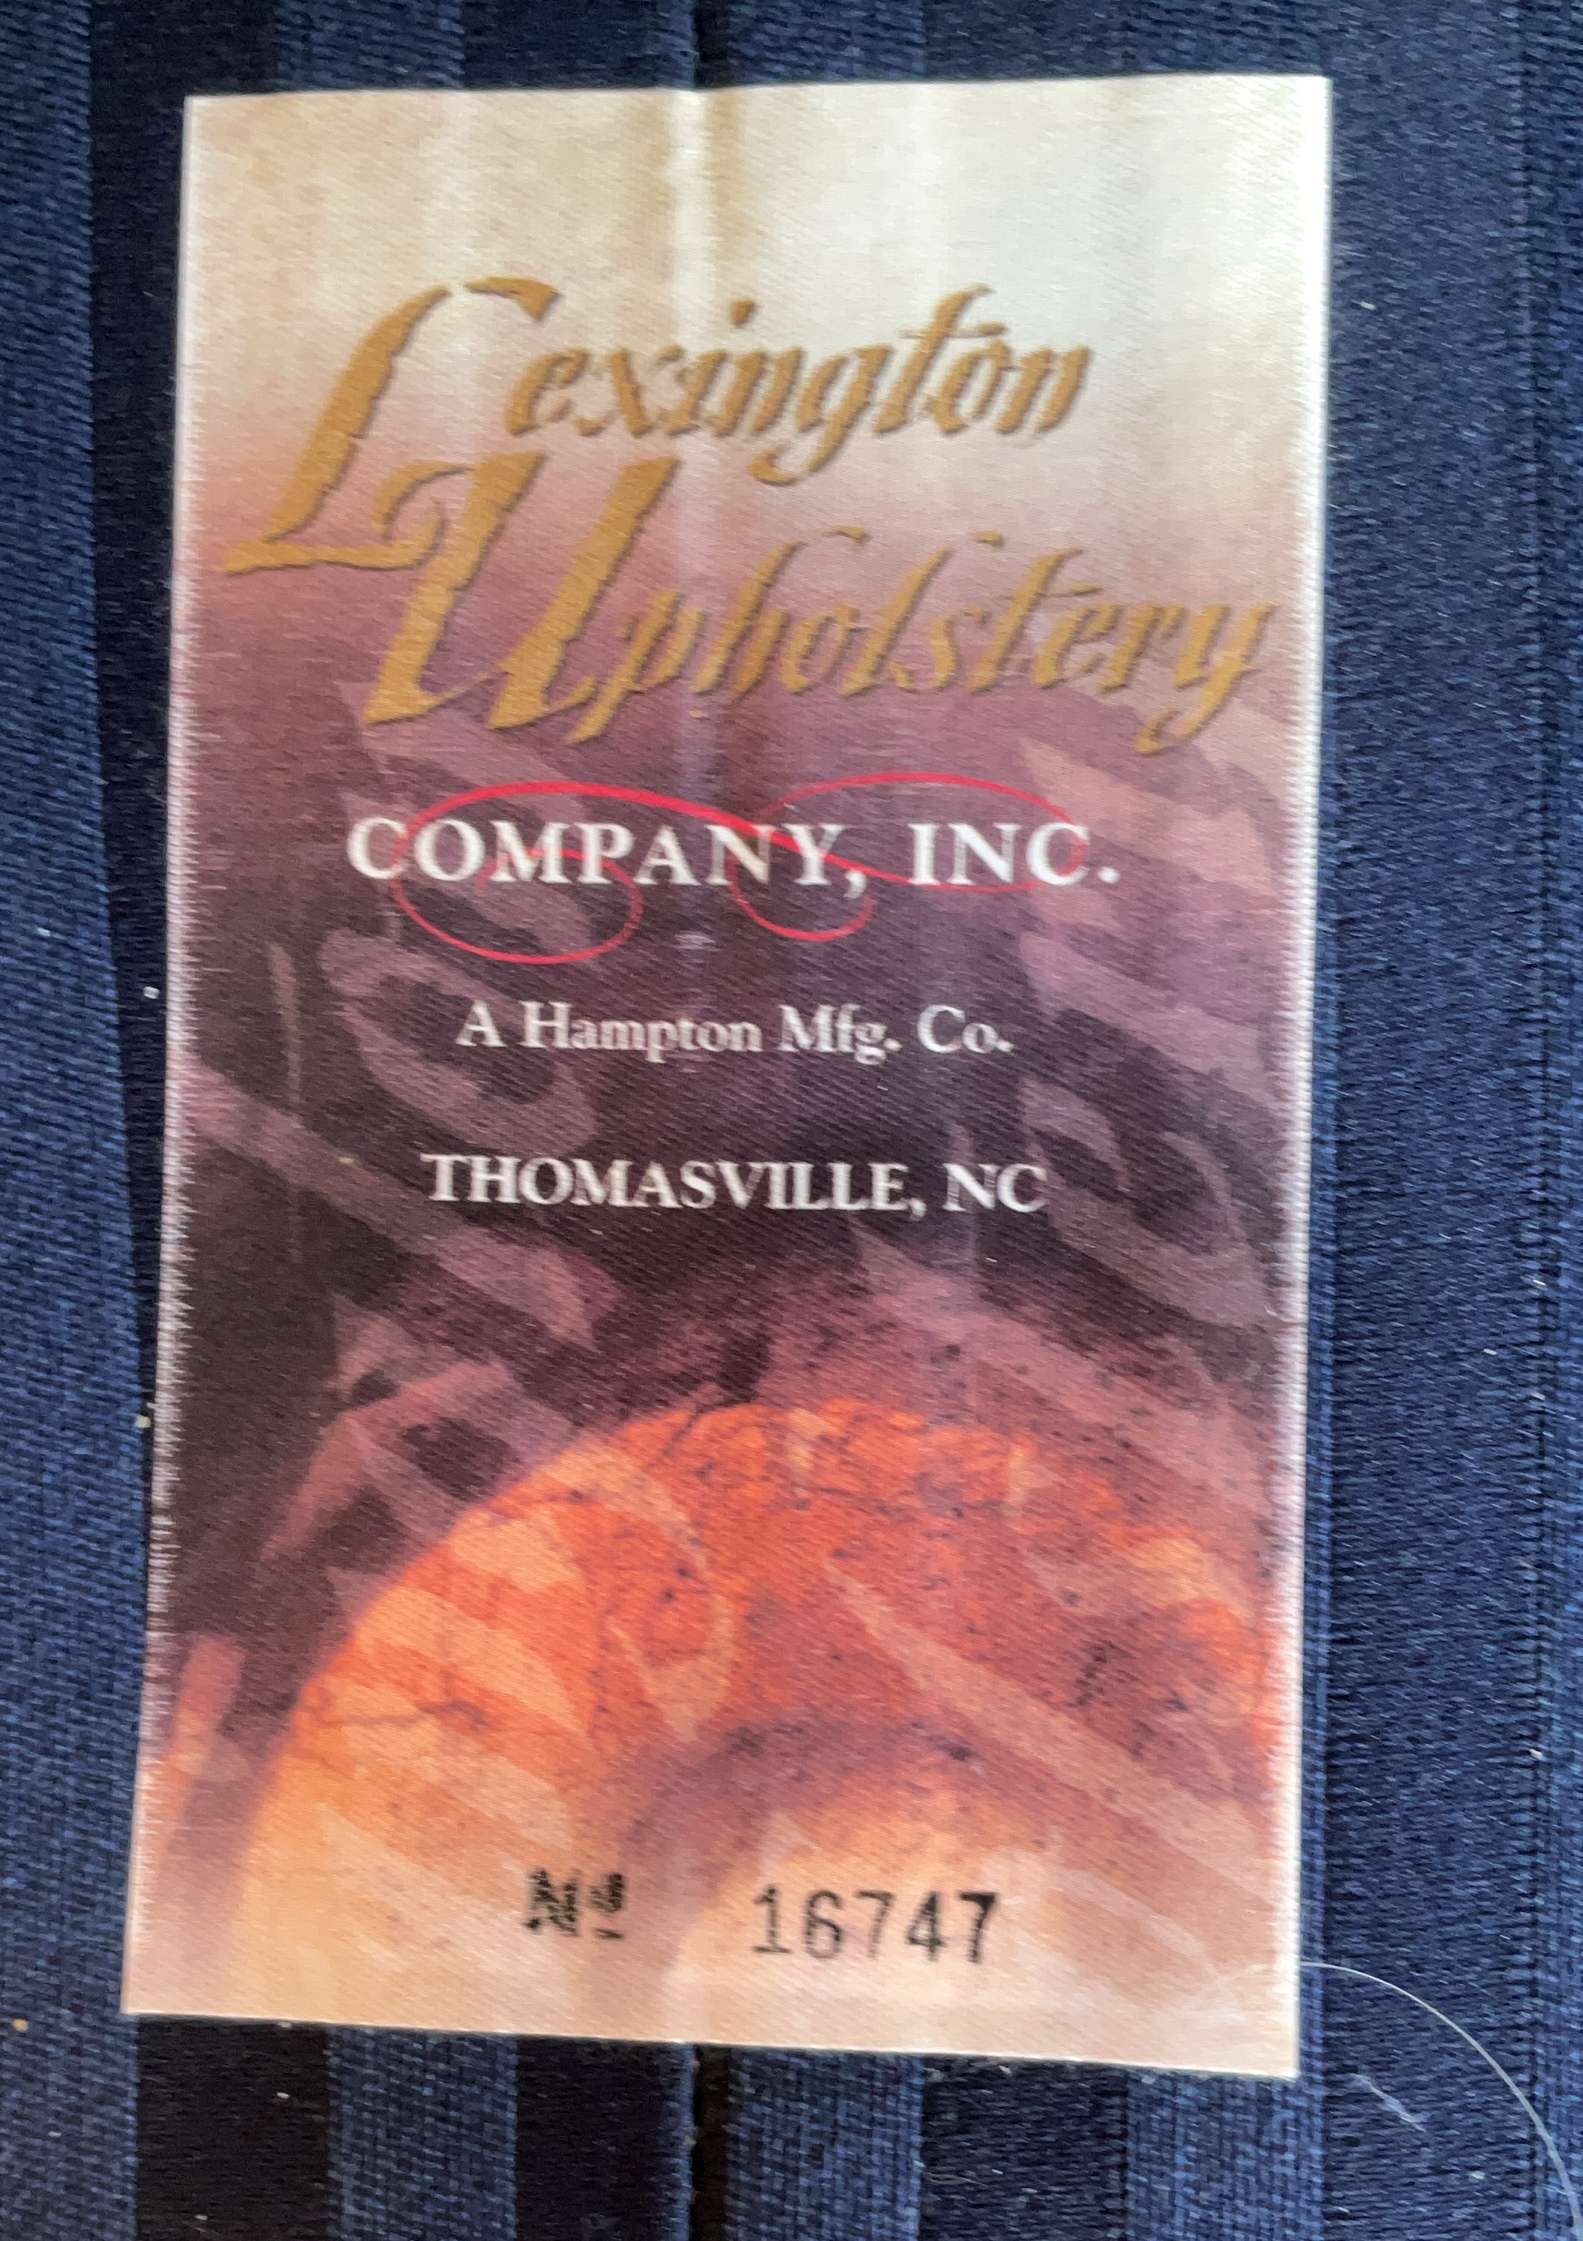 Lexington
Upholstery
COMPANY, INC.
A Hampton Mfg. Co.
THOMASVILLE, NC
No 16747